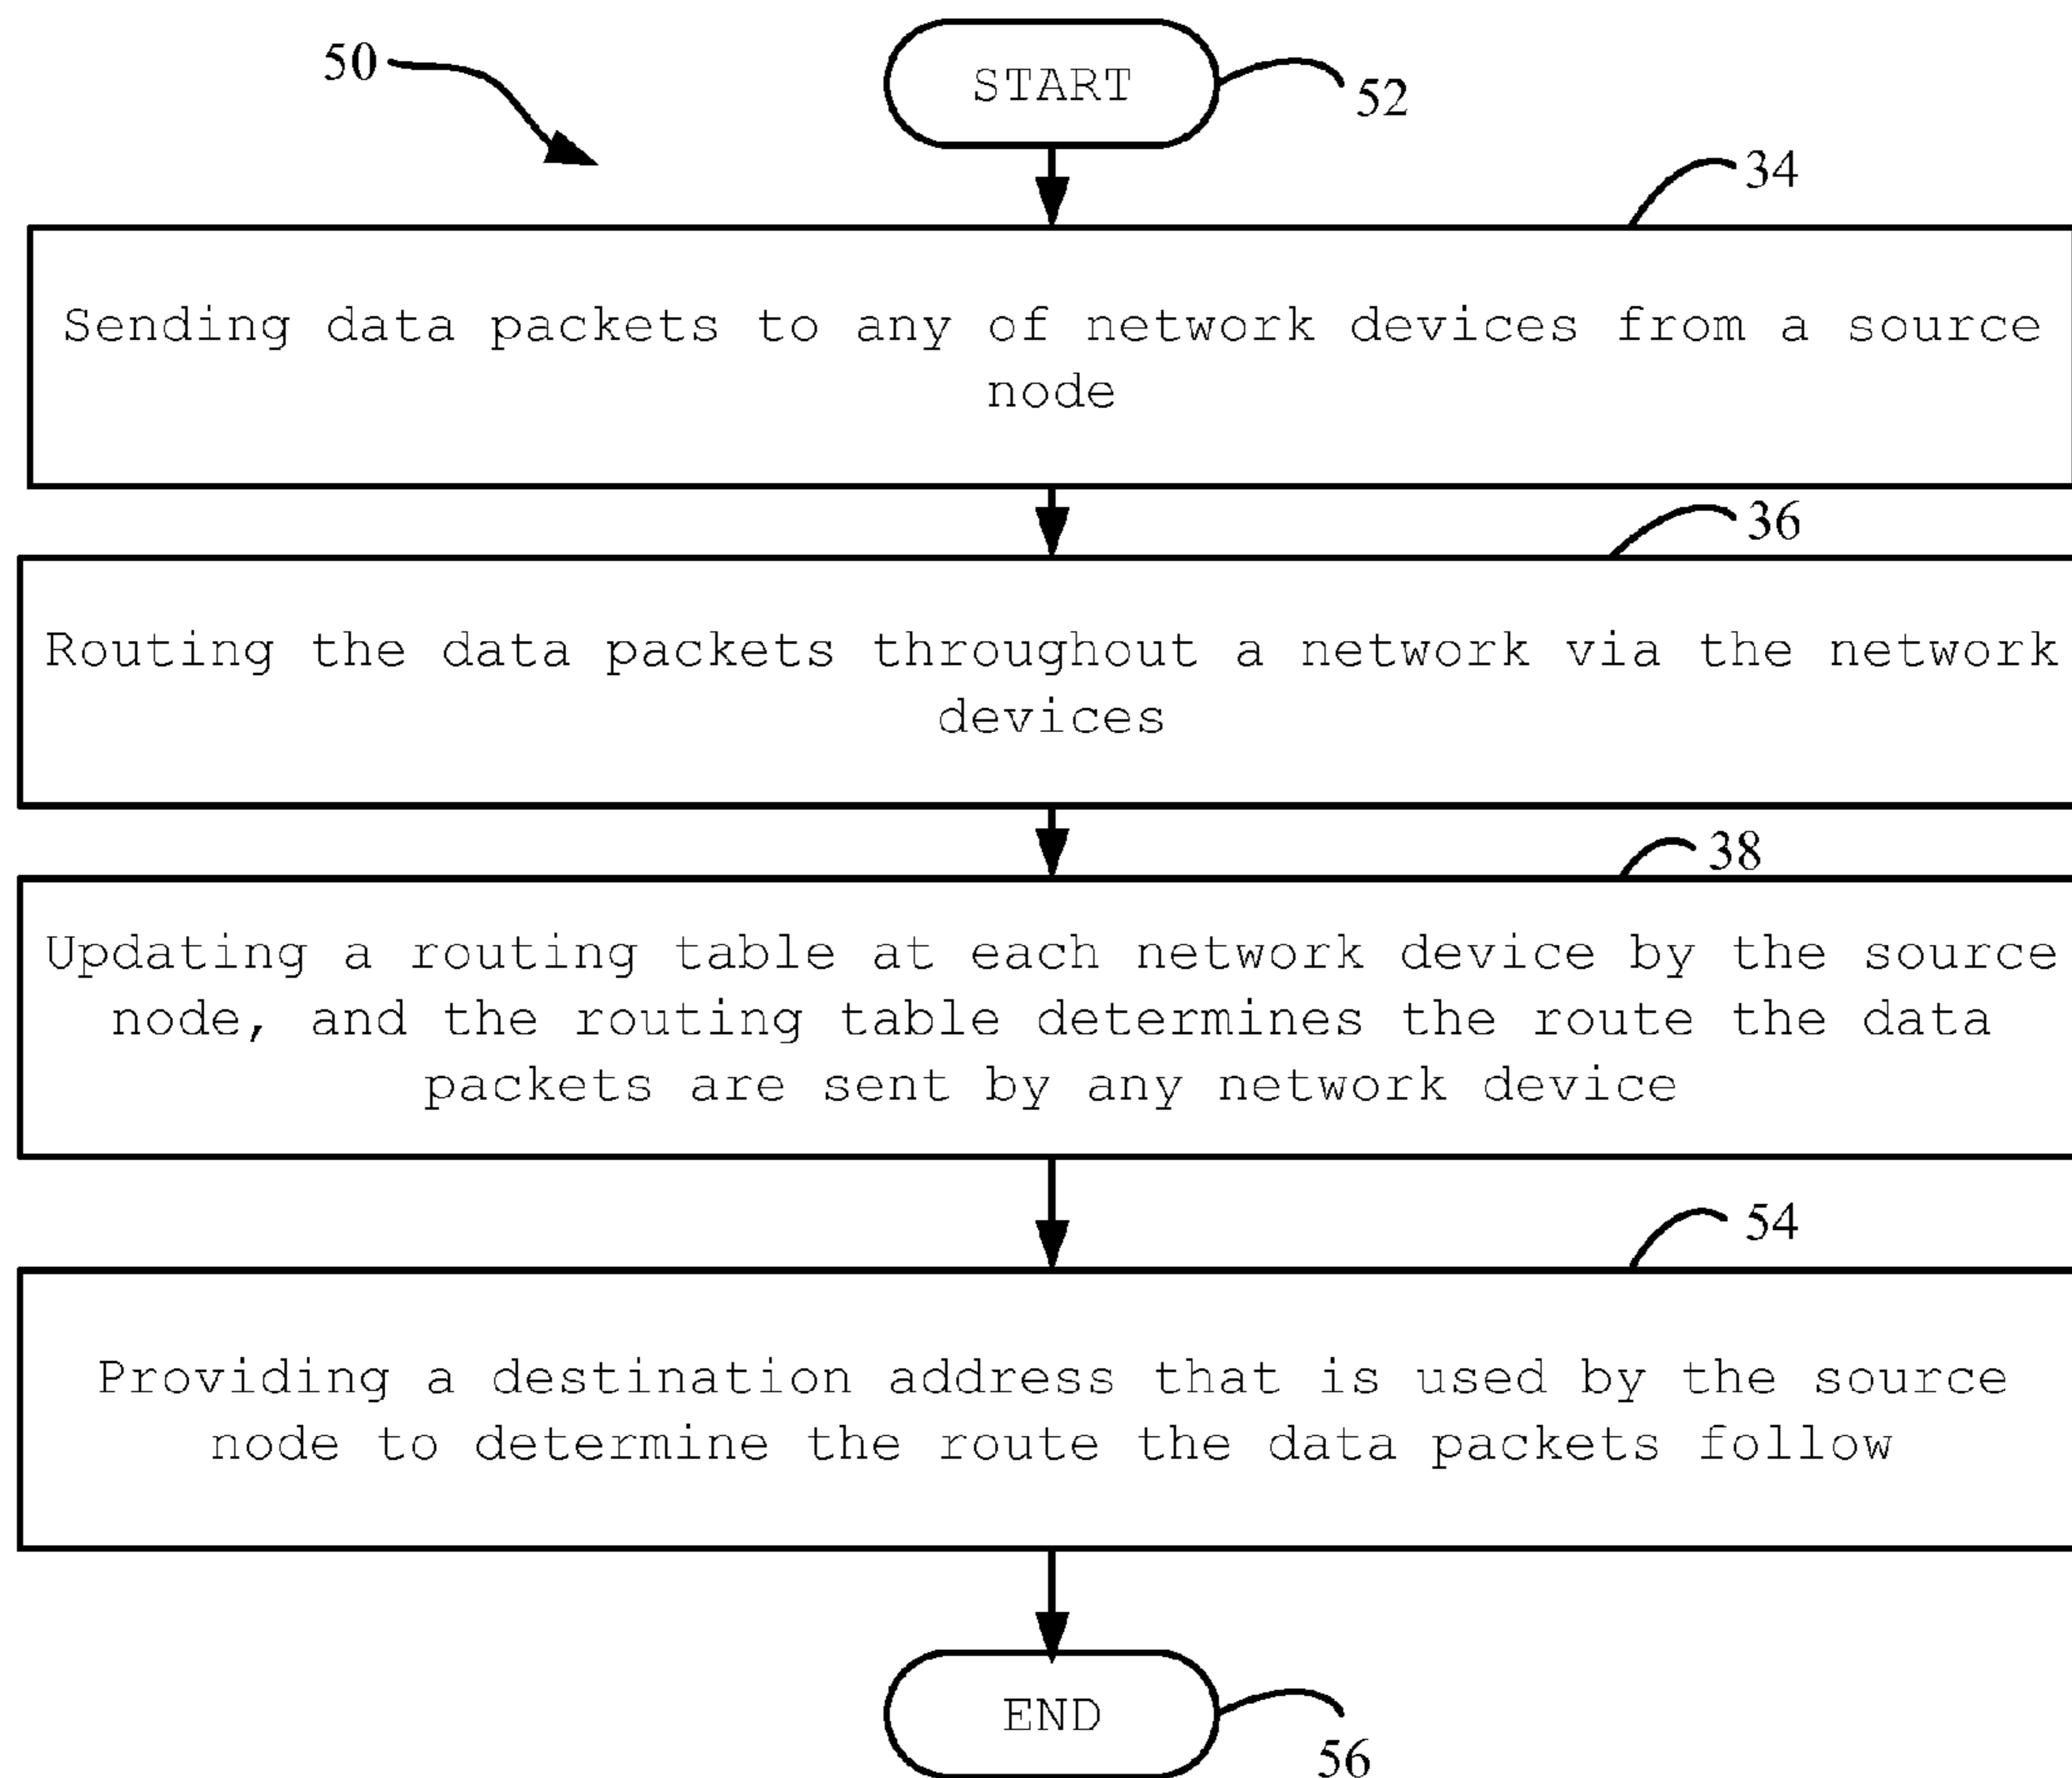 50
START
52
34
Sending data packets to any of network devices from a source
node
36
Routing the data packets throughout a network via the network
devices
38
Updating a routing table at each network device by the source
node, and the routing table determines the route the data
packets are sent by any network device
54
Providing a destination address that is used by the source
node to determine the route the data packets follow
END
56